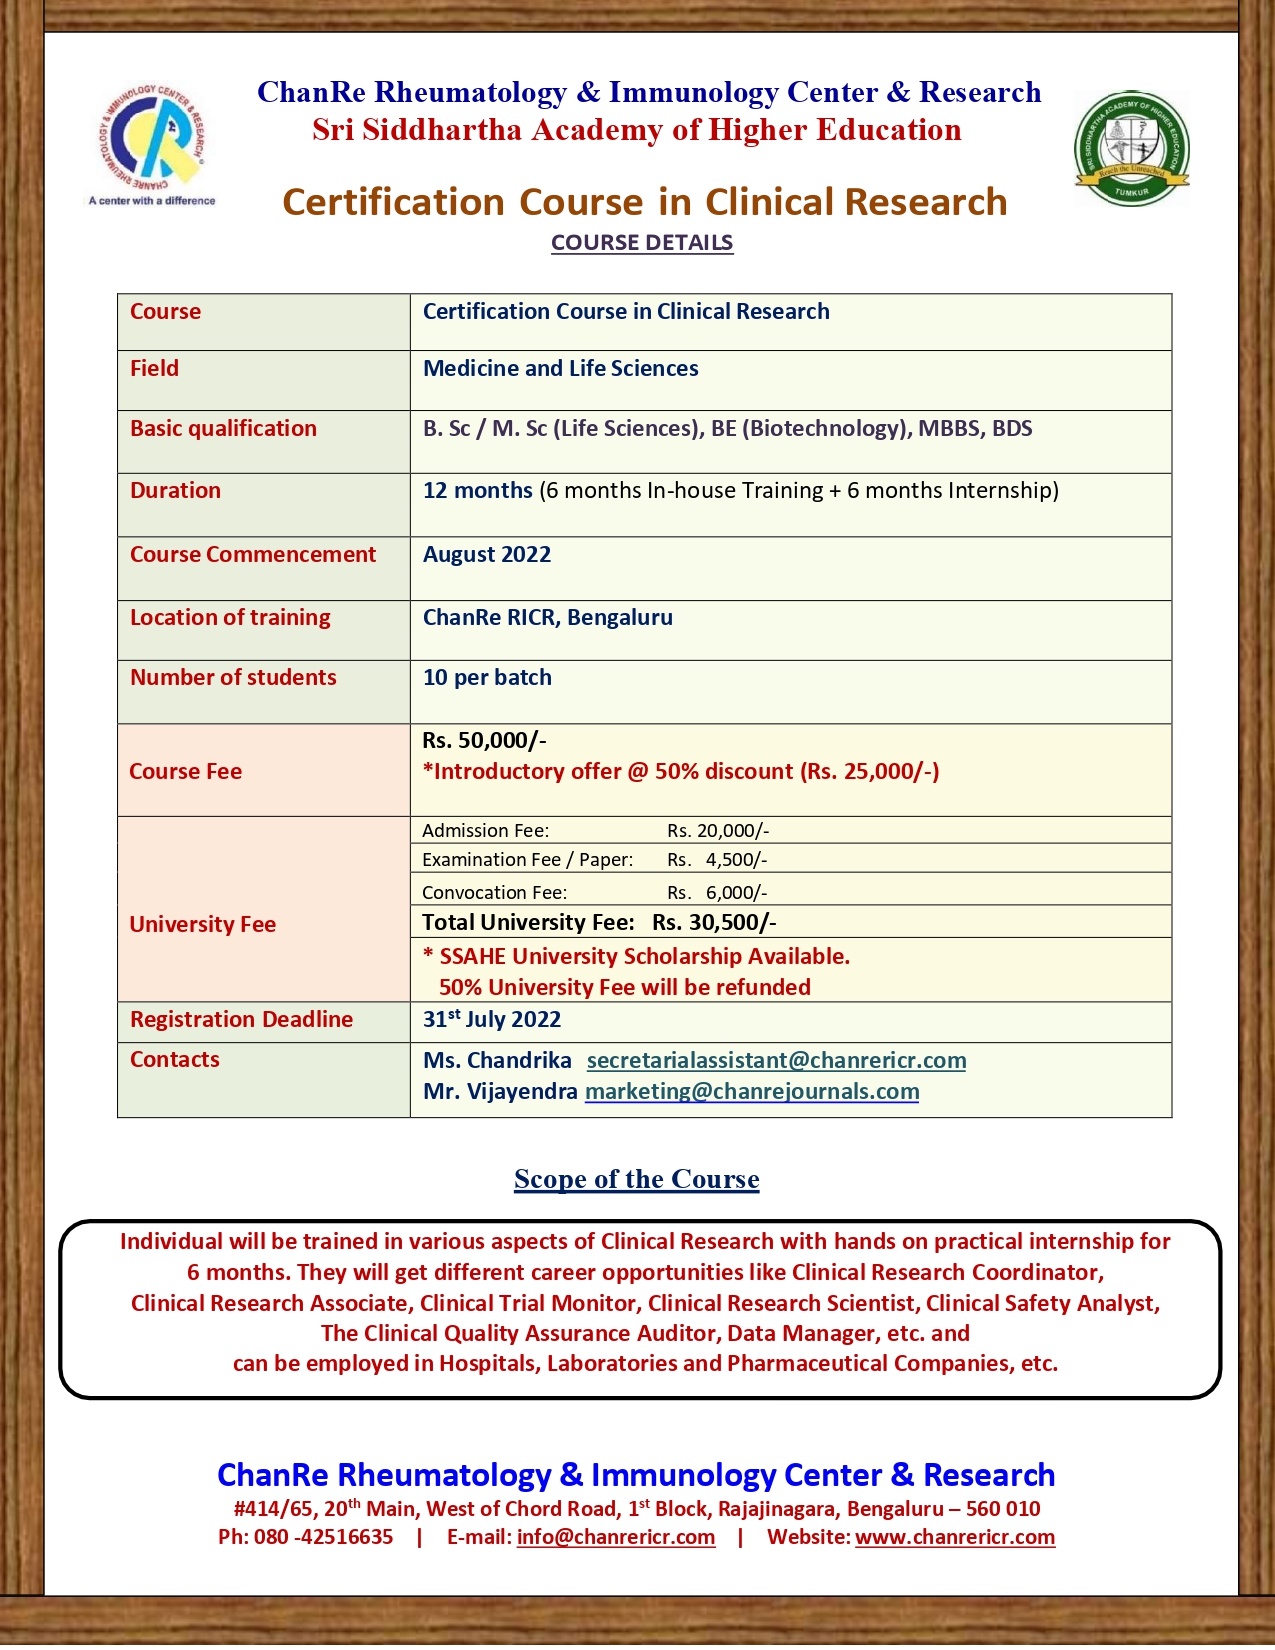 ChanRe Rheumatology & Immunology Center & Research
Sri Siddhartha Academy of Higher Education
CHANRE RHEUMATOLOGY & IMMUNOLOGY CENTER & RESEARCH
A center with a difference
SRI SIDDHARTHA ACADEMY OF HIGHER EDUCATION
Reach the Unreached
TUMKUR
Certification Course in Clinical Research
COURSE DETAILS
Course Certification Course in Clinical Research
Field Medicine and Life Sciences
Basic qualification B. Sc / M. Sc (Life Sciences), BE (Biotechnology), MBBS, BDS
Duration 12 months (6 months In-house Training + 6 months Internship)
Course Commencement August 2022
Location of training ChanRe RICR, Bengaluru
Number of students 10 per batch
Rs. 50,000/-
Course Fee *Introductory offer @ 50% discount (Rs. 25,000/-)
Admission Fee: Rs. 20,000/-
Examination Fee / Paper: Rs. 4,500/-
Convocation Fee: Rs. 6,000/-
University Fee Total University Fee: Rs. 30,500/-
* SSAHE University Scholarship Available.
50% University Fee will be refunded
Registration Deadline 31st July 2022
Contacts Ms. Chandrika secretarialassistant@chanrericr.com
Mr. Vijayendra marketing@chanrejournals.com
Scope of the Course
Individual will be trained in various aspects of Clinical Research with hands on practical internship for
6 months. They will get different career opportunities like Clinical Research Coordinator,
Clinical Research Associate, Clinical Trial Monitor, Clinical Research Scientist, Clinical Safety Analyst,
The Clinical Quality Assurance Auditor, Data Manager, etc. and
can be employed in Hospitals, Laboratories and Pharmaceutical Companies, etc.
ChanRe Rheumatology & Immunology Center & Research
#414/65, 20th Main, West of Chord Road, 1st Block, Rajajinagara, Bengaluru – 560 010
Ph: 080 -42516635 | E-mail: info@chanrericr.com | Website: www.chanrericr.com